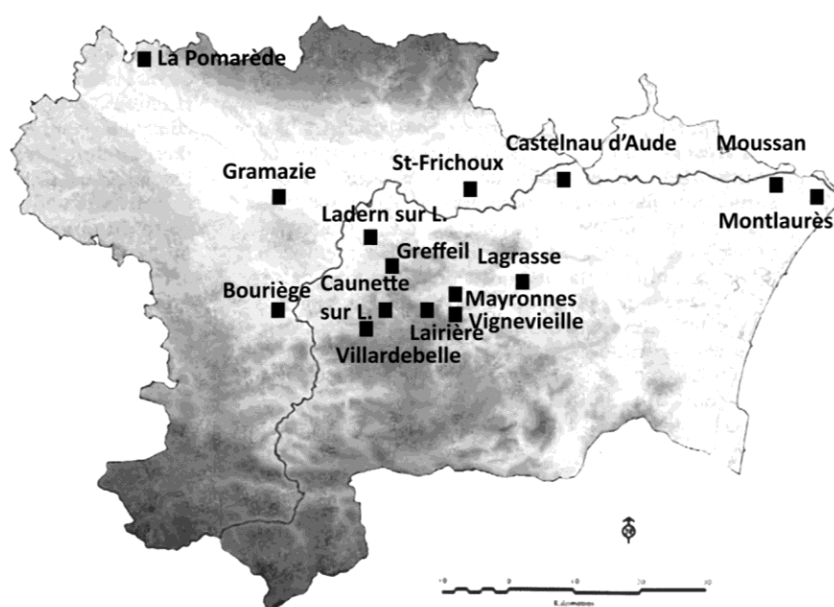 La Pomarède
Castelnau d'Aude
Moussan
St-Frichoux
Gramazie
Montlaurès
Ladern sur L.
Greffeil
Lagrasse
Bouriège
Caunette
sur L.
Mayronnes
Vignevieille
Lairière
Villardebelle